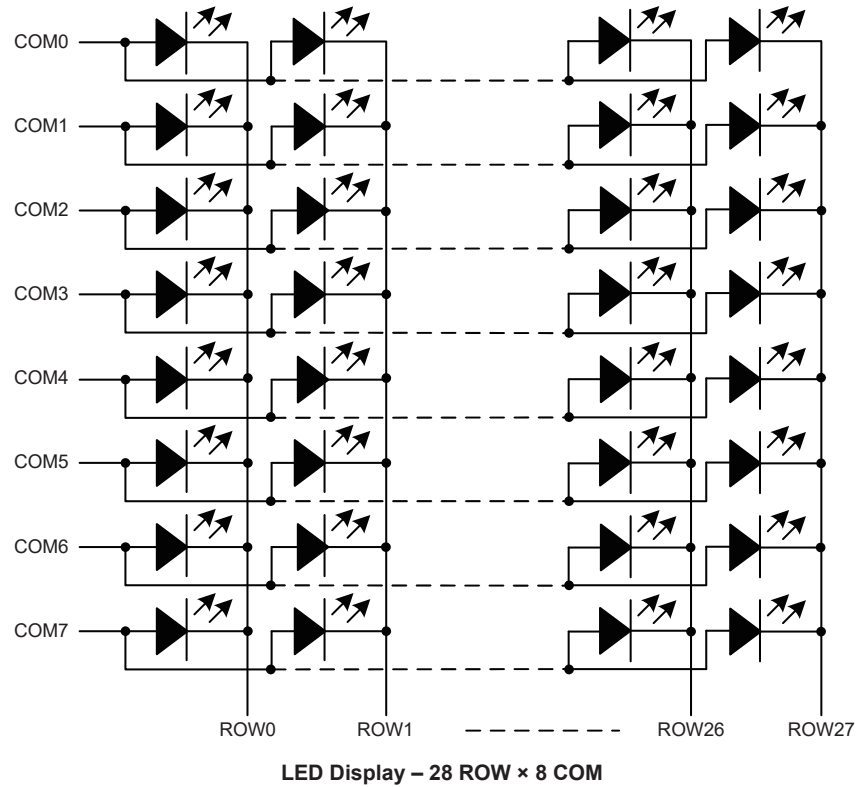 COM0
COM1
COM2
COM3
COM4
COM5
COM6
COM7
ROW0 ROW1 ROW26 ROW27
LED Display – 28 ROW × 8 COM